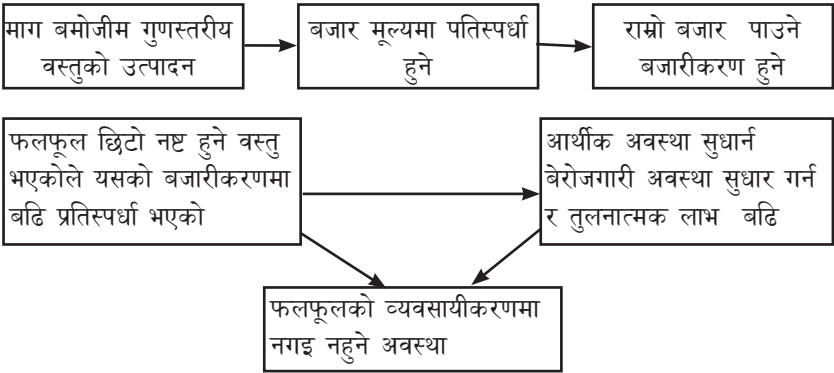 माग बमोजीम गुणस्तरीय
वस्तुको उत्पादन
बजार मूल्यमा पतिस्पर्धा
हुने
राम्रो बजार पाउने
बजारीकरण हुने
फलफूल छिटो नष्ट हुने वस्तु
भएकोले यसको बजारीकरणमा
बढि प्रतिस्पर्धा भएको
आर्थीक अवस्था सुधार्न
बेरोजगारी अवस्था सुधार गर्न
र तुलनात्मक लाभ बढि
फलफूलको व्यवसायीकरणमा
नगइ नहुने अवस्था